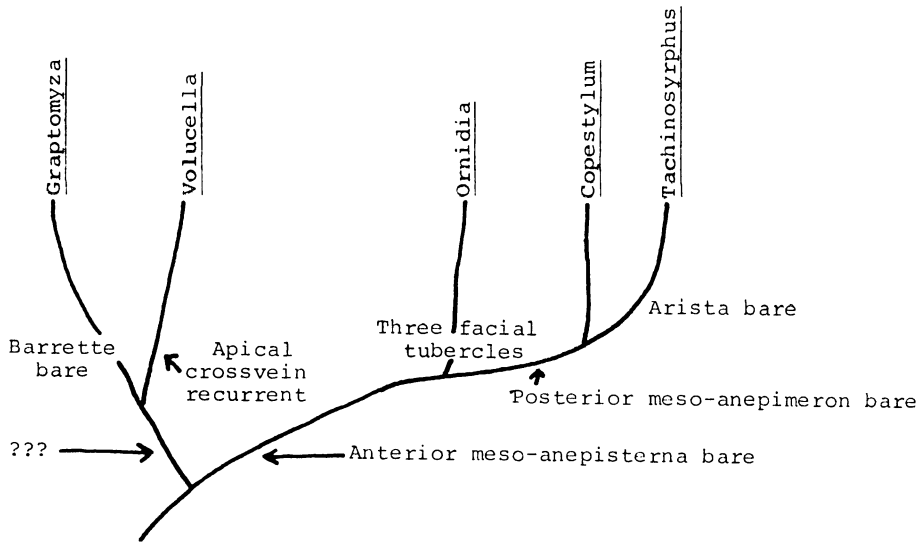 Graptomyza
Volucella
Ornidia
Copestylum
Tachinosyrphus
Arista bare
Three facial
tubercles
Barrette
bare
Apical
crossvein
recurrent
Posterior meso-anepimeron bare
???
Anterior meso-anepisterna bare